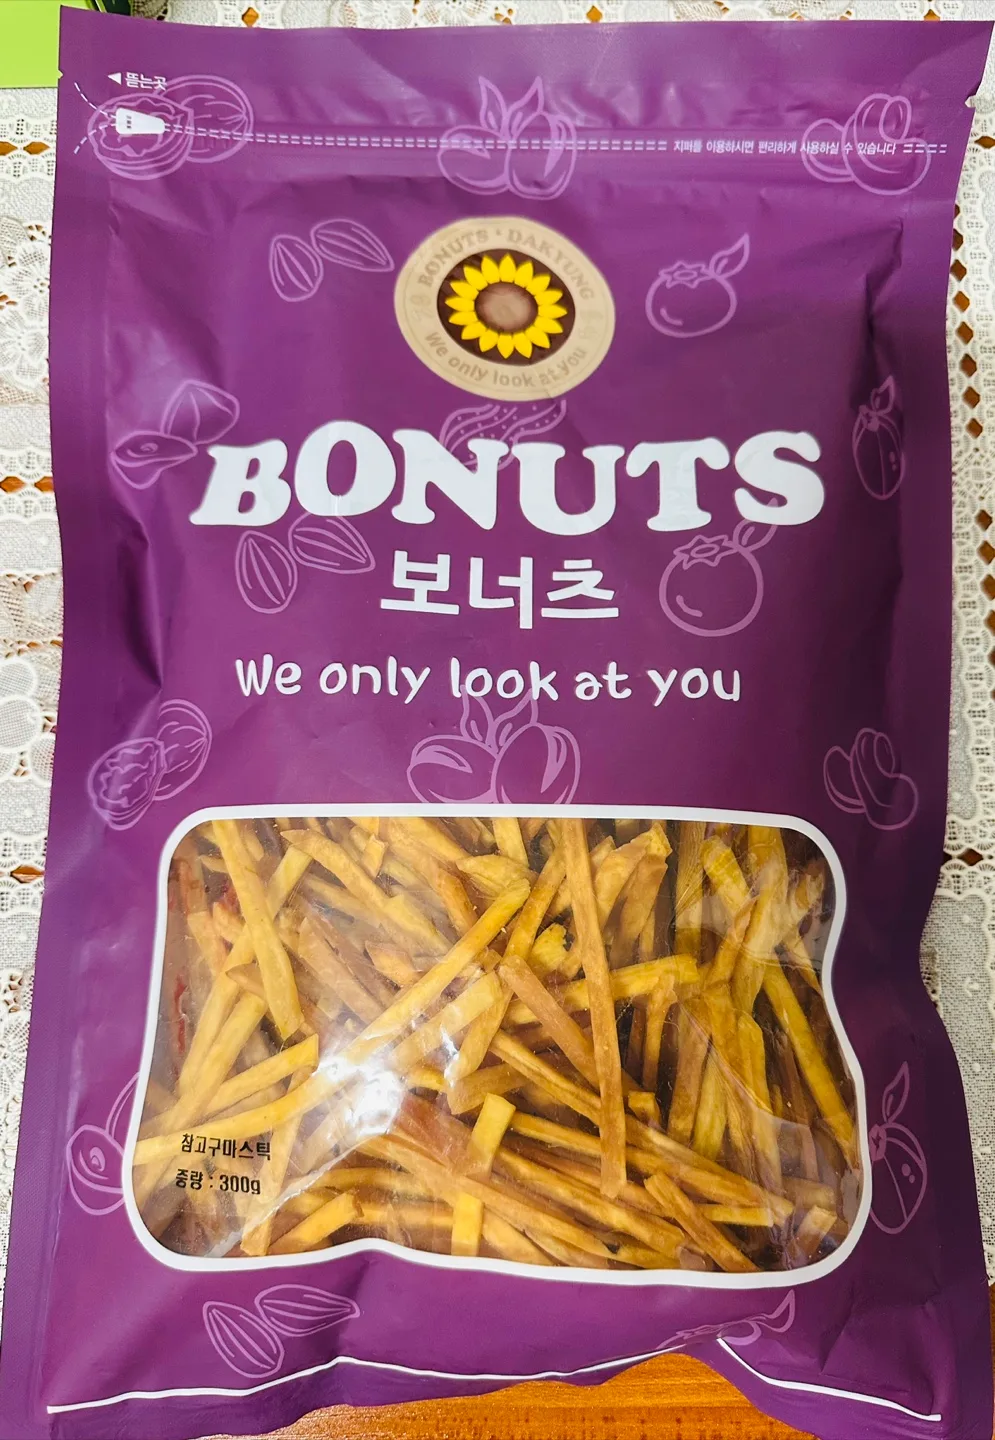 ◀ 뜯는곳
지퍼를 이용하시면 편리하게 사용하실 수 있습니다
BONUTS • DAKYUNG
We only look at you
BONUTS
보너츠
We only look at you
참고구마스틱
중량 : 300g